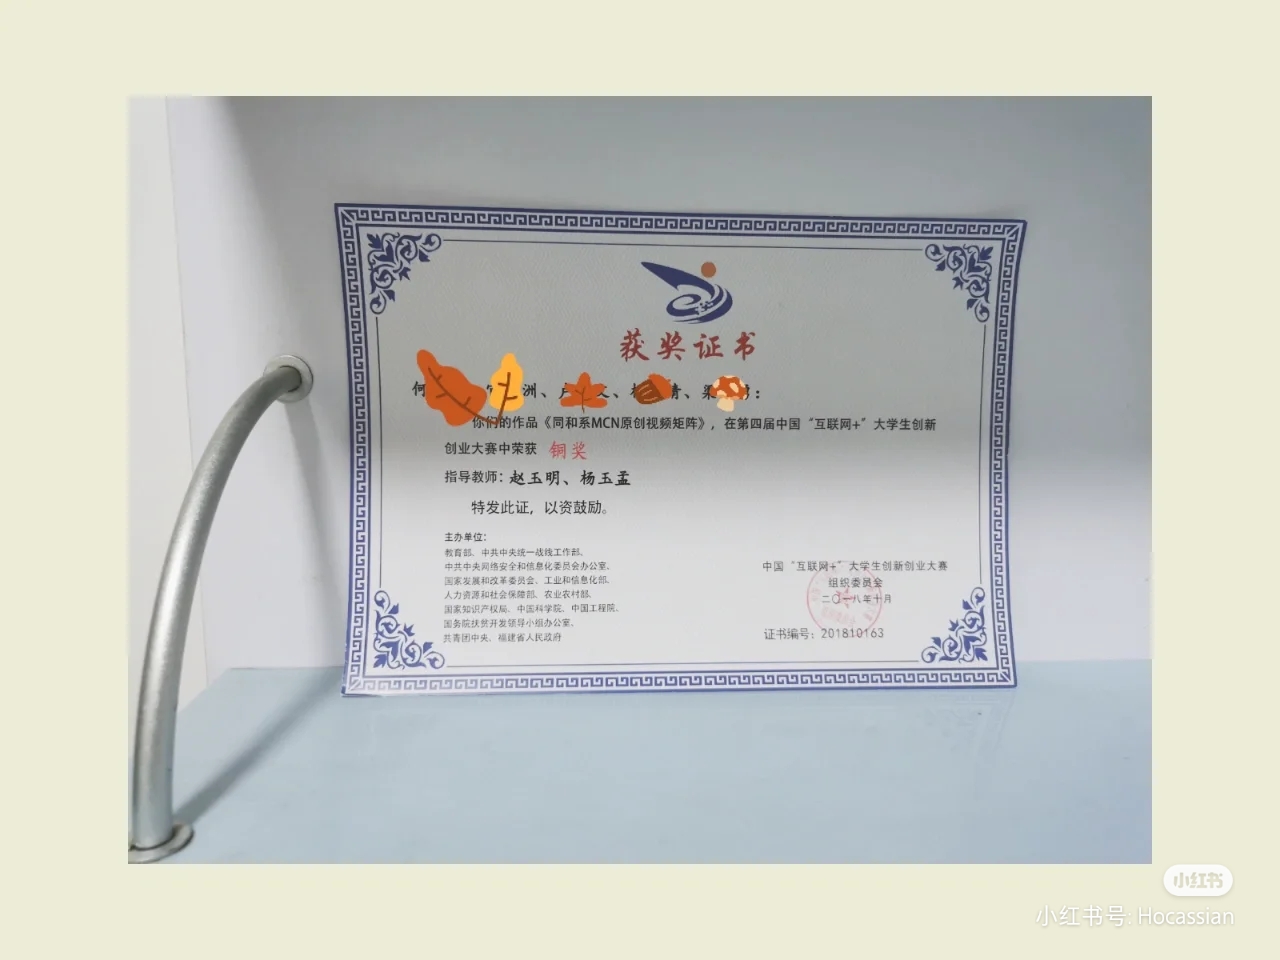 获奖证书
何 洲、卢 文、 青、梁 :
你们的作品《同和系MCN原创视频矩阵》，在第四届中国“互联网+”大学生创新
创业大赛中荣获 铜奖
指导教师：赵玉明、杨玉孟
特发此证，以资鼓励。
主办单位：
教育部、中共中央统一战线工作部、
中共中央网络安全和信息化委员会办公室、
国家发展和改革委员会、工业和信息化部、
人力资源和社会保障部、农业农村部、
国家知识产权局、中国科学院、中国工程院、
国务院扶贫开发领导小组办公室、
共青团中央、福建省人民政府
中国“互联网+”大学生创新创业大赛
组织委员会
二〇一八年十月
证书编号：201810163
小红书
小红书号: Hocassian